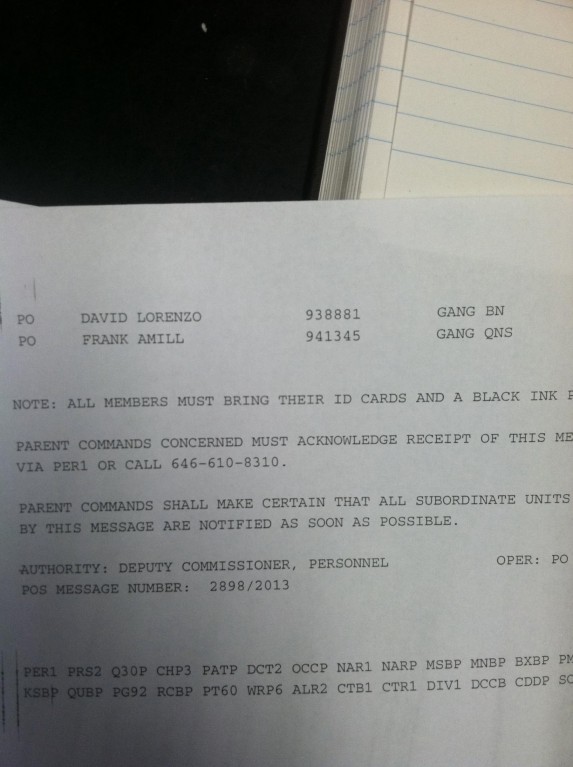 PO DAVID LORENZO 938881 GANG BN
PO FRANK AMILL 941345 GANG QNS
NOTE: ALL MEMBERS MUST BRING THEIR ID CARDS AND A BLACK INK
PARENT COMMANDS CONCERNED MUST ACKNOWLEDGE RECEIPT OF THIS ME
VIA PER1 OR CALL 646-610-8310.
PARENT COMMANDS SHALL MAKE CERTAIN THAT ALL SUBORDINATE UNITS
BY THIS MESSAGE ARE NOTIFIED AS SOON AS POSSIBLE.
AUTHORITY: DEPUTY COMMISSIONER, PERSONNEL OPER: PO
POS MESSAGE NUMBER: 2898/2013
PER1 PRS2 Q30P CHP3 PATP DCT2 OCCP NAR1 NARP MSBP MNBP BXBP PM
KSBP QUBP PG92 RCBP PT60 WRP6 ALR2 CTB1 CTR1 DIV1 DCCB CDDP